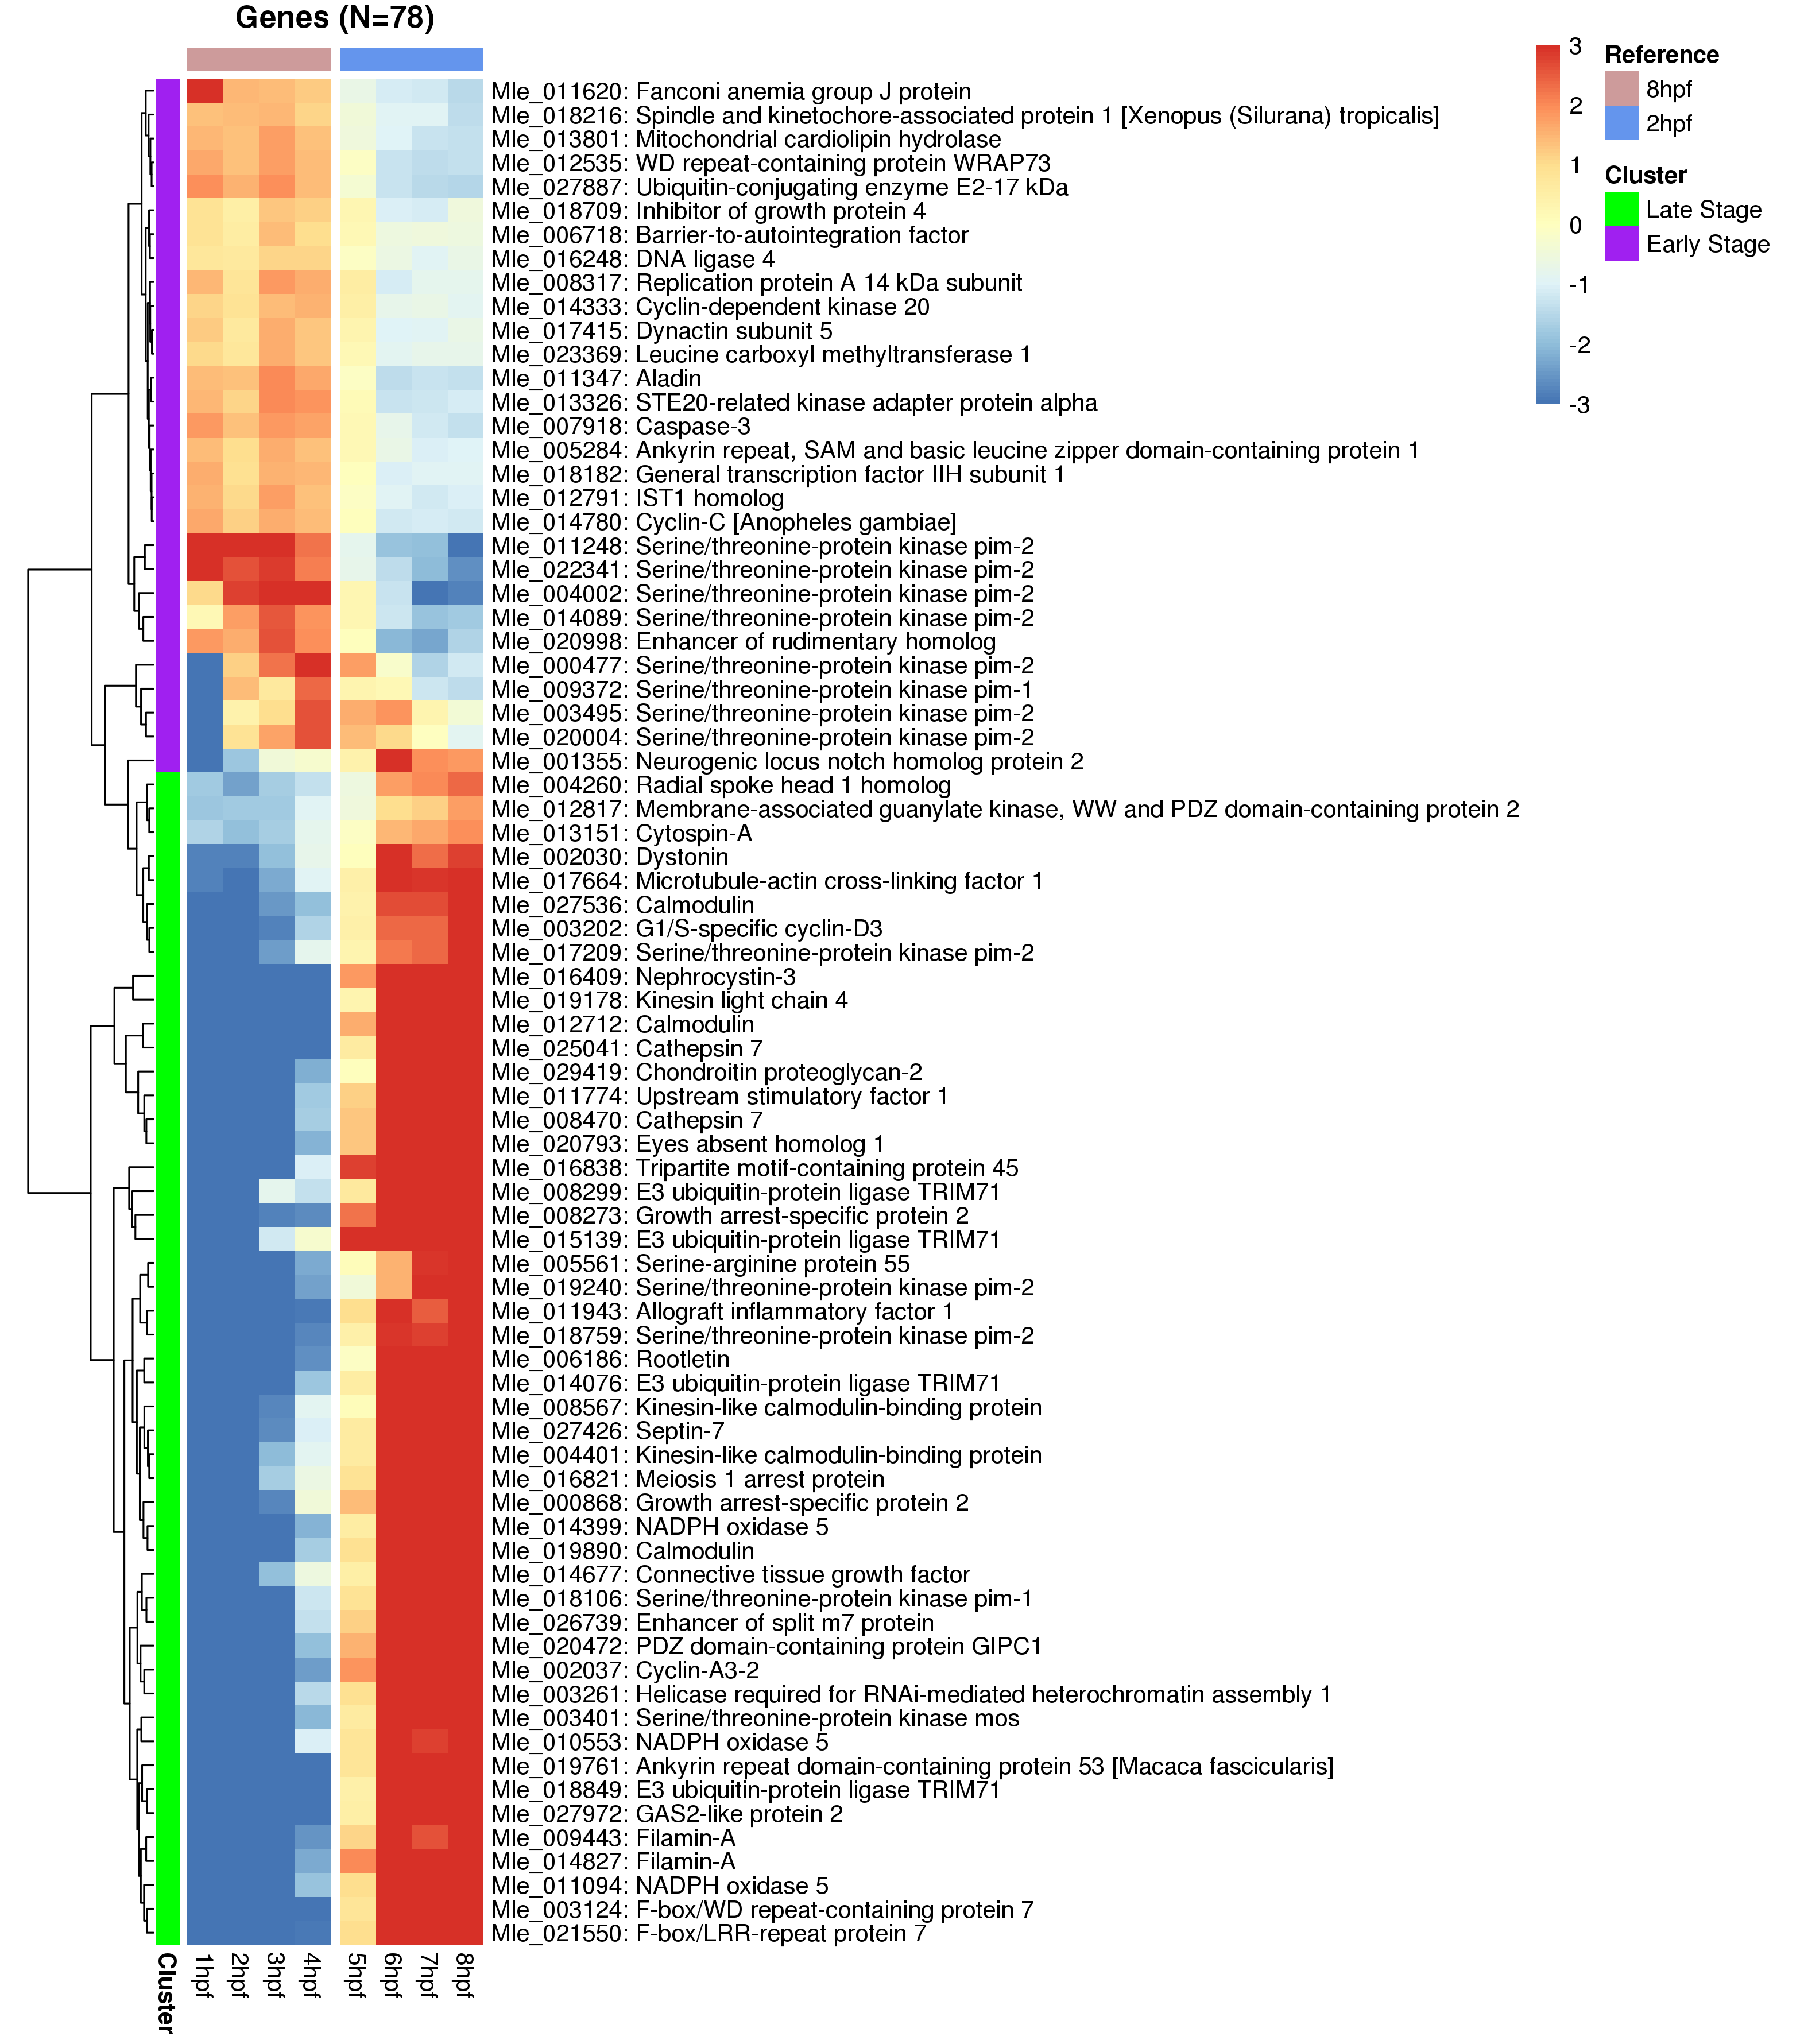 Genes (N=78)
Mle_011620: Fanconi anemia group J protein
Mle_018216: Spindle and kinetochore-associated protein 1 [Xenopus (Silurana) tropicalis]
Mle_013801: Mitochondrial cardiolipin hydrolase
Mle_012535: WD repeat-containing protein WRAP73
Mle_027887: Ubiquitin-conjugating enzyme E2-17 kDa
Mle_018709: Inhibitor of growth protein 4
Mle_006718: Barrier-to-autointegration factor
Mle_016248: DNA ligase 4
Mle_008317: Replication protein A 14 kDa subunit
Mle_014333: Cyclin-dependent kinase 20
Mle_017415: Dynactin subunit 5
Mle_023369: Leucine carboxyl methyltransferase 1
Mle_011347: Aladin
Mle_013326: STE20-related kinase adapter protein alpha
Mle_007918: Caspase-3
Mle_005284: Ankyrin repeat, SAM and basic leucine zipper domain-containing protein 1
Mle_018182: General transcription factor IIH subunit 1
Mle_012791: IST1 homolog
Mle_014780: Cyclin-C [Anopheles gambiae]
Mle_011248: Serine/threonine-protein kinase pim-2
Mle_022341: Serine/threonine-protein kinase pim-2
Mle_004002: Serine/threonine-protein kinase pim-2
Mle_014089: Serine/threonine-protein kinase pim-2
Mle_020998: Enhancer of rudimentary homolog
Mle_000477: Serine/threonine-protein kinase pim-2
Mle_009372: Serine/threonine-protein kinase pim-1
Mle_003495: Serine/threonine-protein kinase pim-2
Mle_020004: Serine/threonine-protein kinase pim-2
Mle_001355: Neurogenic locus notch homolog protein 2
Mle_004260: Radial spoke head 1 homolog
Mle_012817: Membrane-associated guanylate kinase, WW and PDZ domain-containing protein 2
Mle_013151: Cytospin-A
Mle_002030: Dystonin
Mle_017664: Microtubule-actin cross-linking factor 1
Mle_027536: Calmodulin
Mle_003202: G1/S-specific cyclin-D3
Mle_017209: Serine/threonine-protein kinase pim-2
Mle_016409: Nephrocystin-3
Mle_019178: Kinesin light chain 4
Mle_012712: Calmodulin
Mle_025041: Cathepsin 7
Mle_029419: Chondroitin proteoglycan-2
Mle_011774: Upstream stimulatory factor 1
Mle_008470: Cathepsin 7
Mle_020793: Eyes absent homolog 1
Mle_016838: Tripartite motif-containing protein 45
Mle_008299: E3 ubiquitin-protein ligase TRIM71
Mle_008273: Growth arrest-specific protein 2
Mle_015139: E3 ubiquitin-protein ligase TRIM71
Mle_005561: Serine-arginine protein 55
Mle_019240: Serine/threonine-protein kinase pim-2
Mle_011943: Allograft inflammatory factor 1
Mle_018759: Serine/threonine-protein kinase pim-2
Mle_006186: Rootletin
Mle_014076: E3 ubiquitin-protein ligase TRIM71
Mle_008567: Kinesin-like calmodulin-binding protein
Mle_027426: Septin-7
Mle_004401: Kinesin-like calmodulin-binding protein
Mle_016821: Meiosis 1 arrest protein
Mle_000868: Growth arrest-specific protein 2
Mle_014399: NADPH oxidase 5
Mle_019890: Calmodulin
Mle_014677: Connective tissue growth factor
Mle_018106: Serine/threonine-protein kinase pim-1
Mle_026739: Enhancer of split m7 protein
Mle_020472: PDZ domain-containing protein GIPC1
Mle_002037: Cyclin-A3-2
Mle_003261: Helicase required for RNAi-mediated heterochromatin assembly 1
Mle_003401: Serine/threonine-protein kinase mos
Mle_010553: NADPH oxidase 5
Mle_019761: Ankyrin repeat domain-containing protein 53 [Macaca fascicularis]
Mle_018849: E3 ubiquitin-protein ligase TRIM71
Mle_027972: GAS2-like protein 2
Mle_009443: Filamin-A
Mle_014827: Filamin-A
Mle_011094: NADPH oxidase 5
Mle_003124: F-box/WD repeat-containing protein 7
Mle_021550: F-box/LRR-repeat protein 7
Cluster
1hpf
2hpf
3hpf
4hpf
5hpf
6hpf
7hpf
8hpf
3
2
1
0
-1
-2
-3
Reference
8hpf
2hpf
Cluster
Late Stage
Early Stage